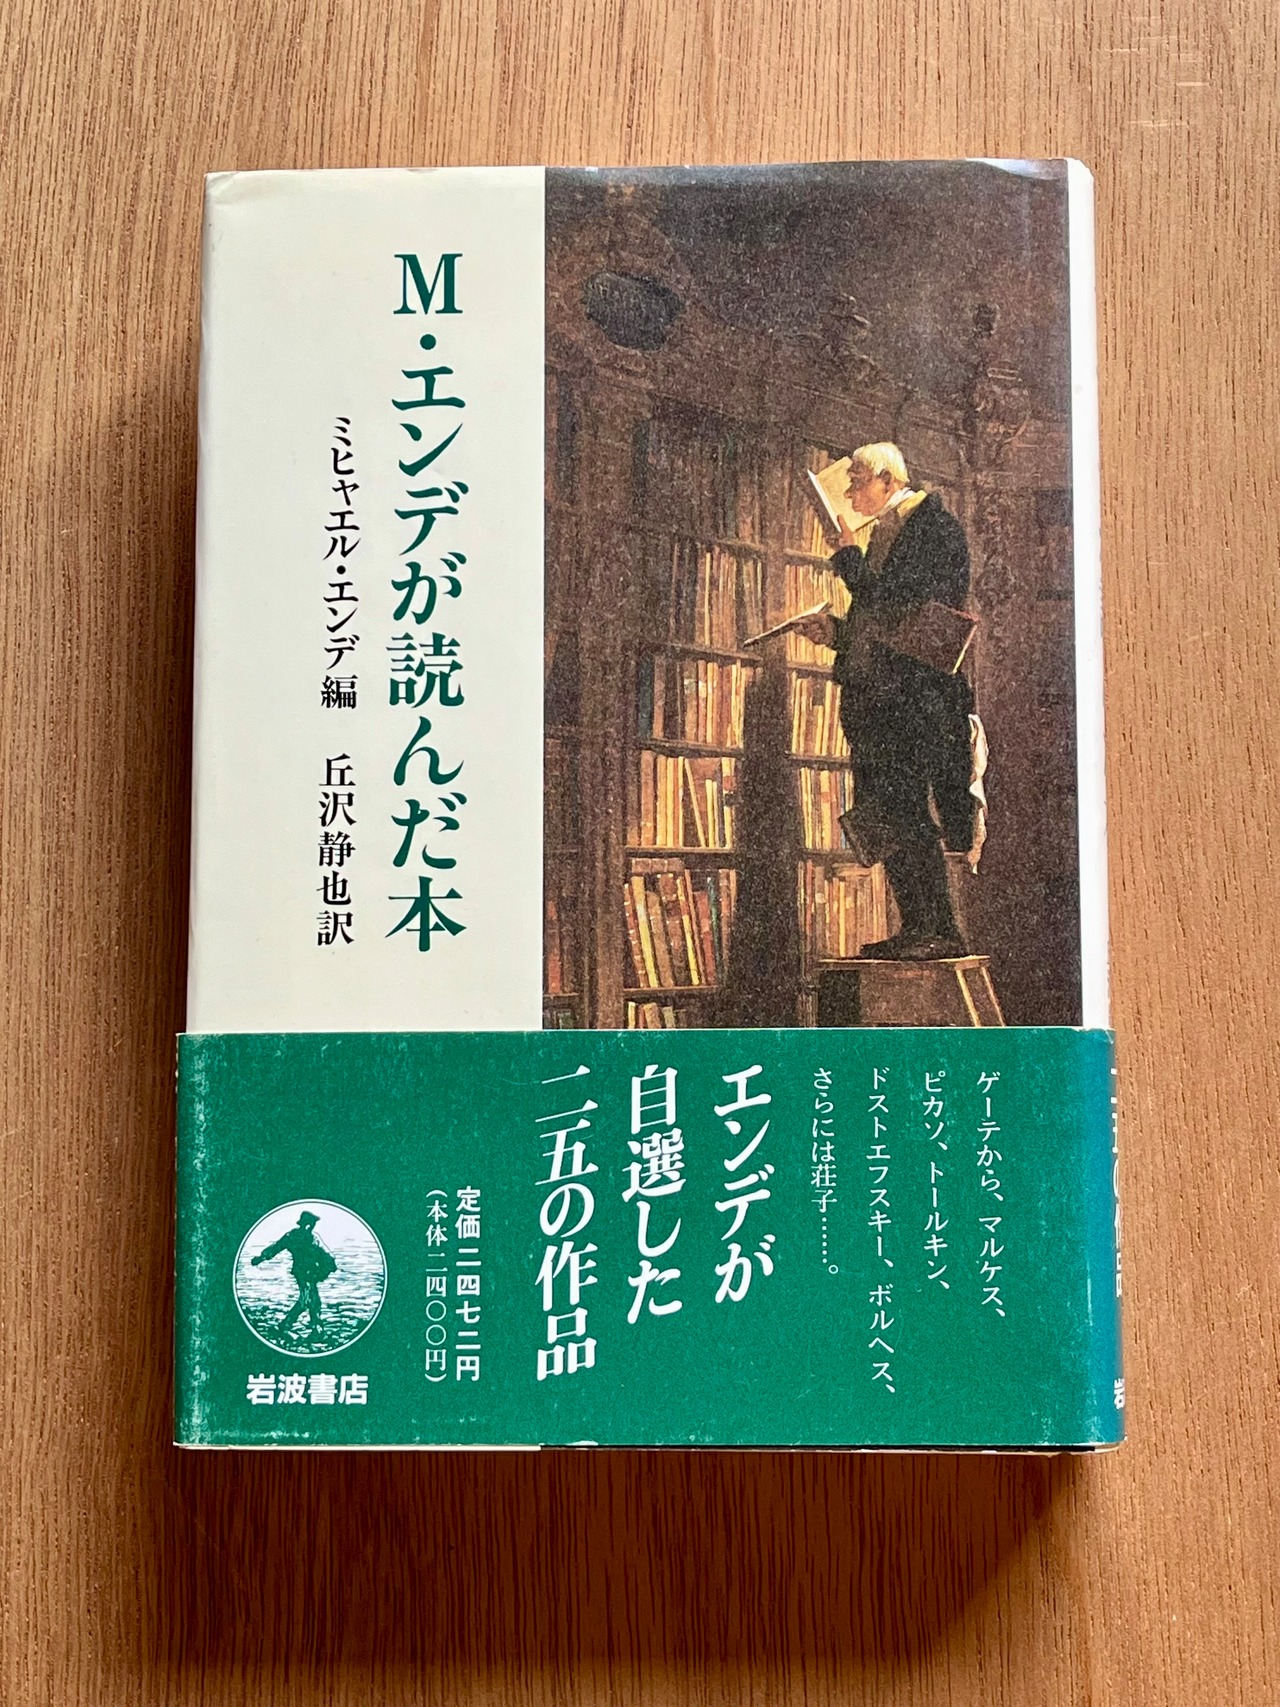 M・エンデが読んだ本
ミヒャエル・エンデ編　丘沢静也訳
ゲーテから、マルケス、
ピカソ、トールキン、
ドストエフスキー、ボルヘス、
さらには荘子……。
エンデが
自選した
二五の作品
定価二四七二円
（本体二四〇〇円）
岩波書店